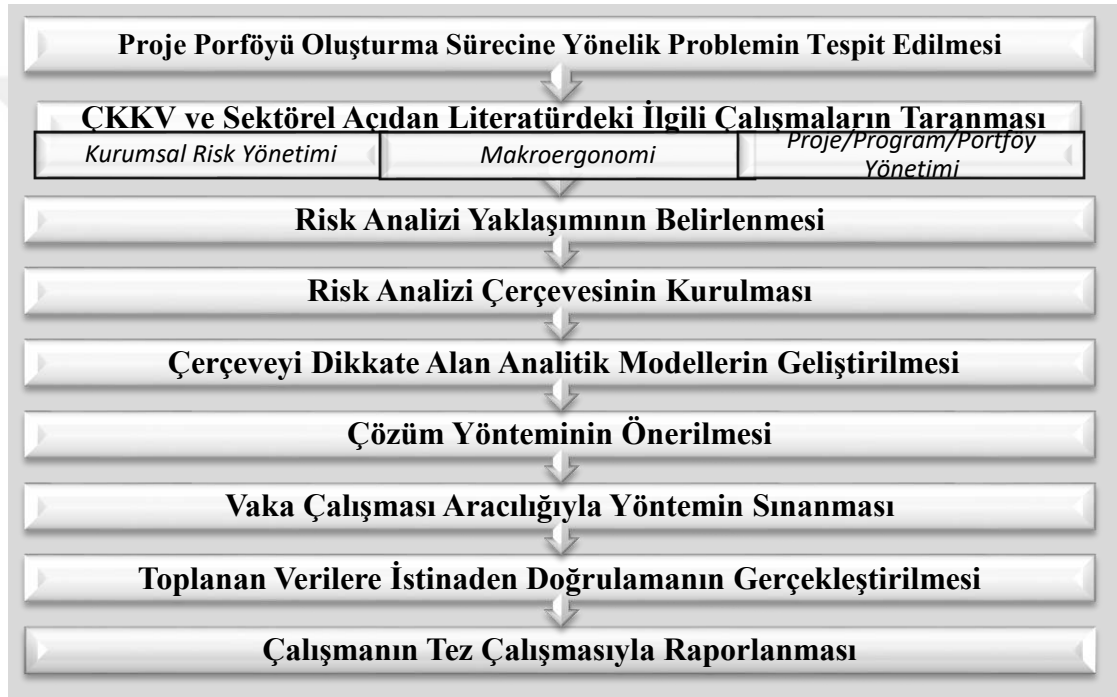 Proje Porföyü Oluşturma Sürecine Yönelik Problemin Tespit Edilmesi
ÇKKV ve Sektörel Açıdan Literatürdeki İlgili Çalışmaların Taranması
Kurumsal Risk Yönetimi
Makroergonomi
Proje/Program/Portföy
Yönetimi
Risk Analizi Yaklaşımının Belirlenmesi
Risk Analizi Çerçevesinin Kurulması
Çerçeveyi Dikkate Alan Analitik Modellerin Geliştirilmesi
Çözüm Yönteminin Önerilmesi
Vaka Çalışması Aracılığıyla Yöntemin Sınanması
Toplanan Verilere İstinaden Doğrulamanın Gerçekleştirilmesi
Çalışmanın Tez Çalışmasıyla Raporlanması